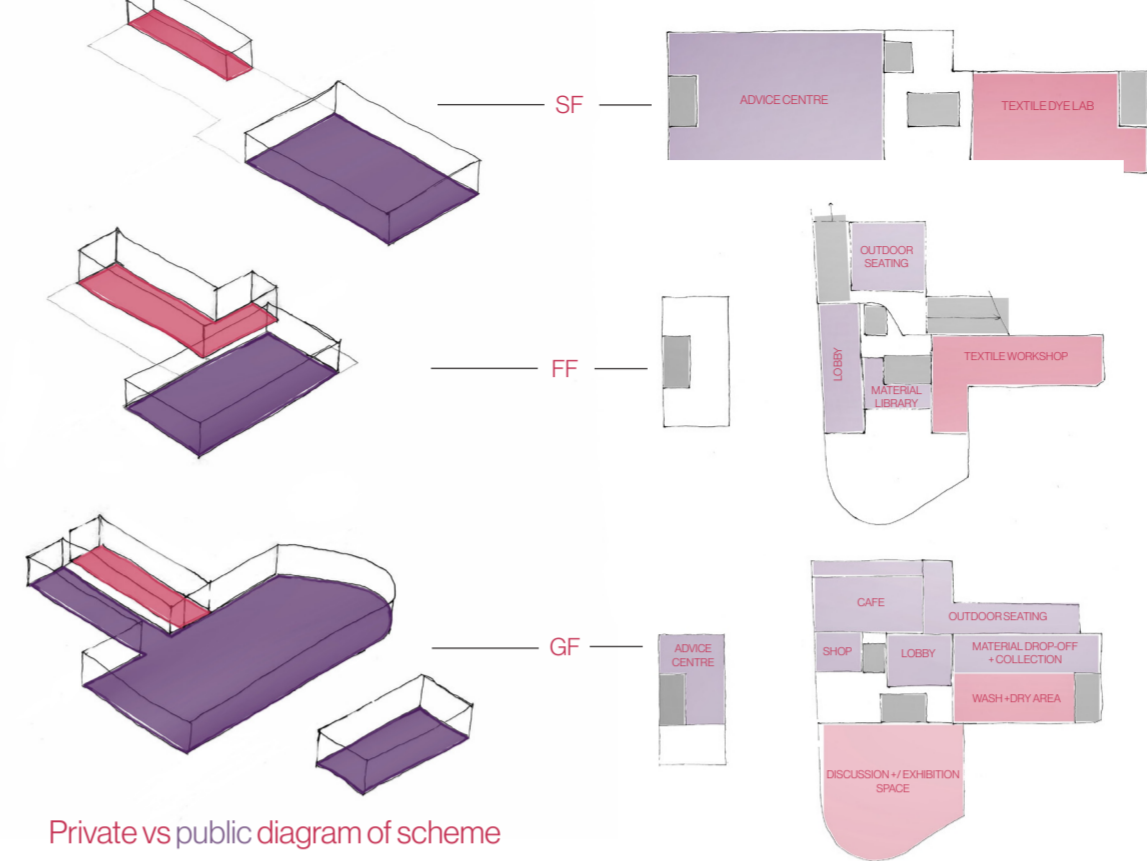 SF
ADVICE CENTRE
TEXTILE DYE LAB
OUTDOOR
SEATING
FF
LOBBY
TEXTILE WORKSHOP
MATERIAL
LIBRARY
CAFE
OUTDOOR SEATING
GF
ADVICE
CENTRE
SHOP
LOBBY
MATERIAL DROP-OFF
+ COLLECTION
WASH +DRY AREA
DISCUSSION +/ EXHIBITION
SPACE
Private vs public diagram of scheme